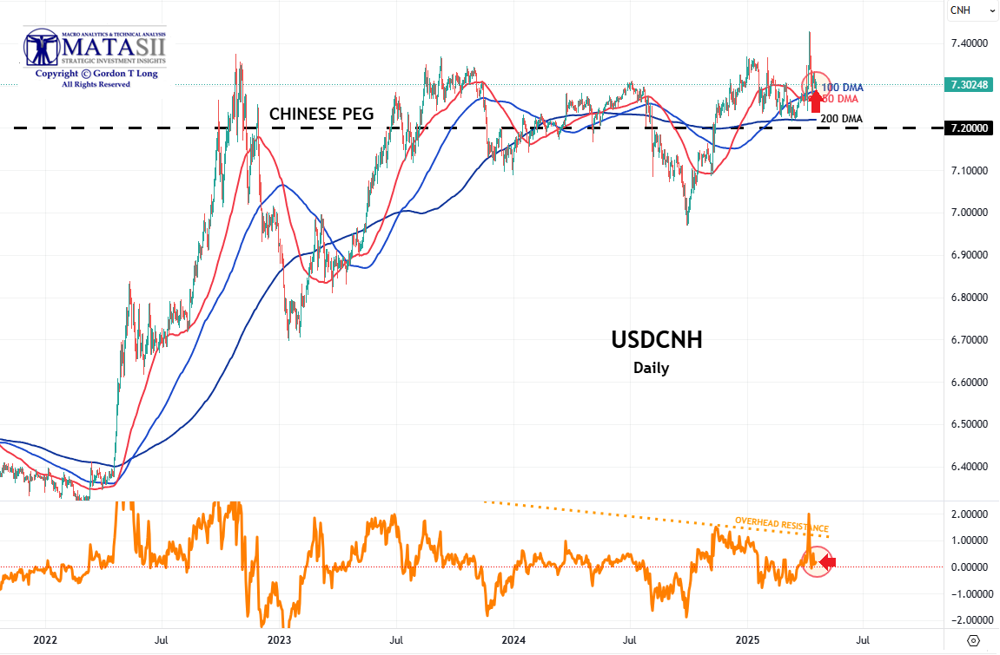 CNH
MACRO ANALYTICS & TECHNICAL ANALYSIS
MATASII
STRATEGIC INVESTMENT INSIGHTS
Copyright © Gordon T Long
All Rights Reserved
7.40000
7.30248
100 DMA
50 DMA
200 DMA
CHINESE PEG
7.20000
7.10000
7.00000
6.90000
6.80000
6.70000
USDCNH
Daily
6.60000
6.50000
6.40000
OVERHEAD RESISTANCE
2.00000
1.00000
0.00000
−1.00000
−2.00000
2022
Jul
2023
Jul
2024
Jul
2025
Jul